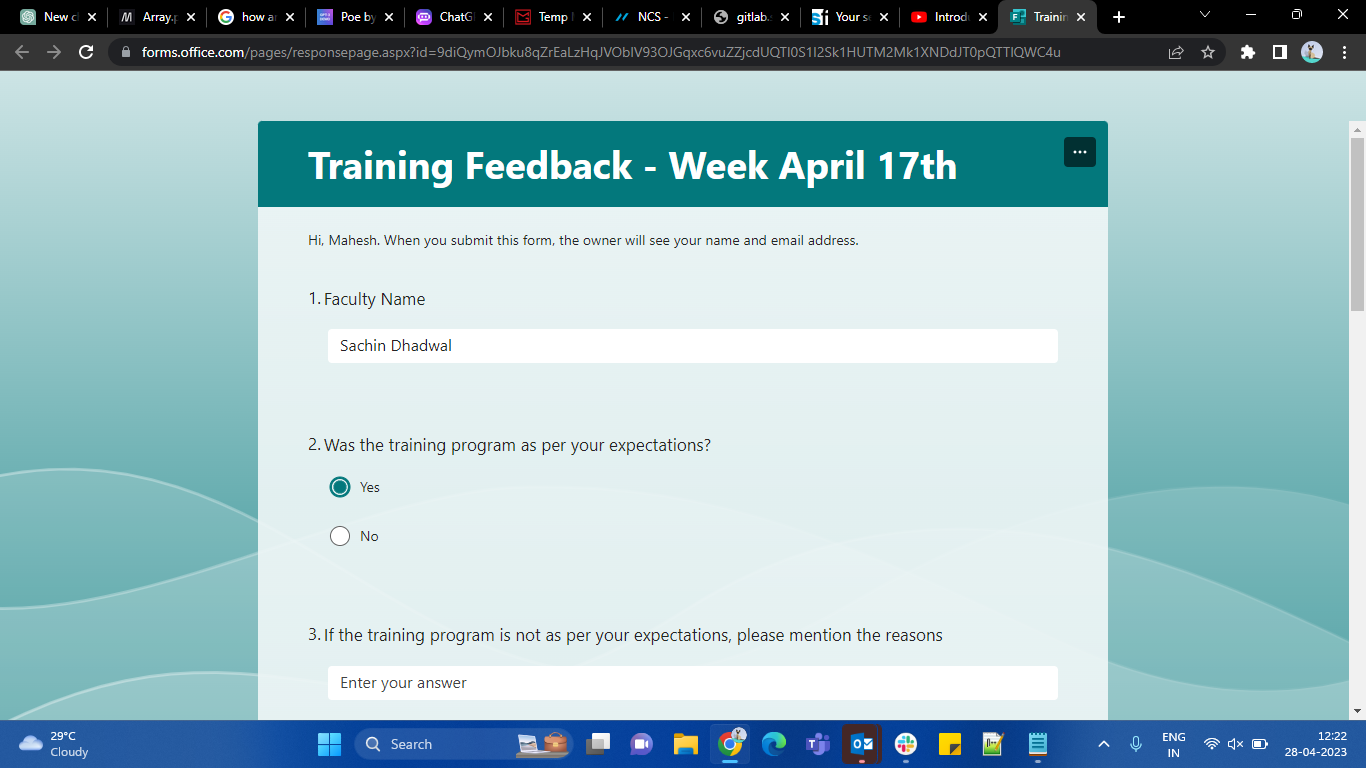 New c
Array.p
how a
Poe by
ChatG
Temp
NCS -
gitlab.
Your s
Introd
Trainin
forms.office.com/pages/responsepage.aspx?id=9diQymOJbku8qZrEaLzHqJVOblV93OJGqxc6vuZZjcdUQTI0S1I2Sk1HUTM2Mk1XNDdJT0pQTTlQWC4u
Training Feedback - Week April 17th
Hi, Mahesh. When you submit this form, the owner will see your name and email address.
1. Faculty Name
Sachin Dhadwal
2. Was the training program as per your expectations?
Yes
No
3. If the training program is not as per your expectations, please mention the reasons
Enter your answer
29°C
Cloudy
Search
ENG
IN
12:22
28-04-2023